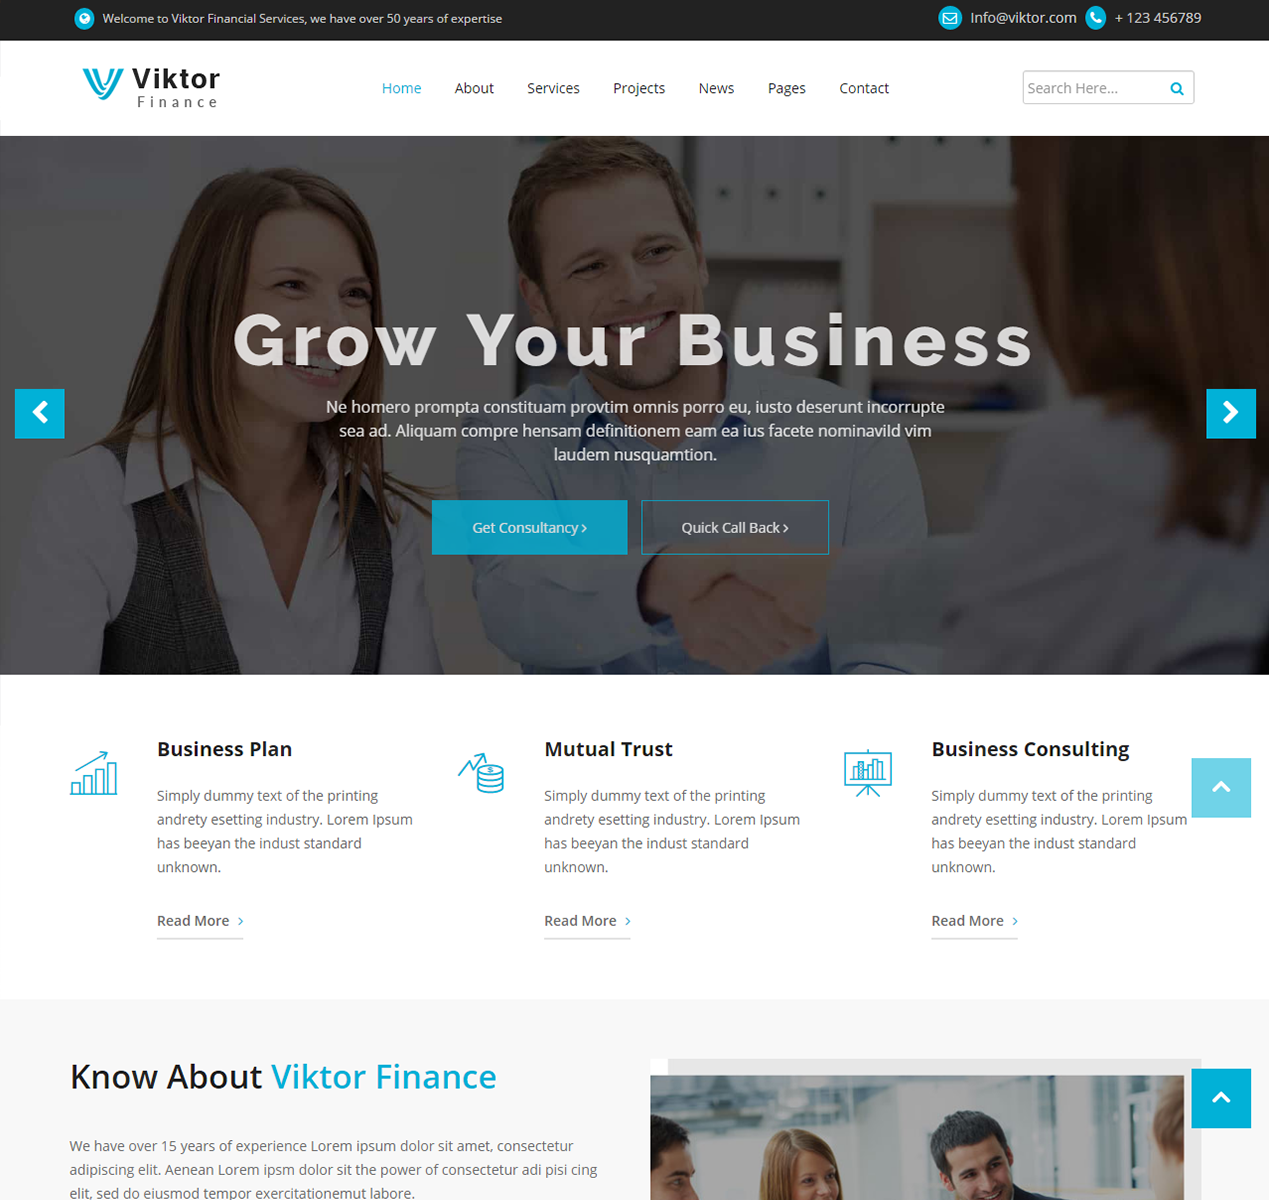 Welcome to Viktor Financial Services, we have over 50 years of expertise
Info@viktor.com
+ 123 456789
Viktor
Finance
Home About Services Projects News Pages Contact
Search Here...
Grow Your Business
Ne homero prompta constituam provtim omnis porro eu, iusto deserunt incorrupte
sea ad. Aliquam compre hensam definitionem eam ea ius facete nominavild vim
laudem nusquamtion.
Get Consultancy
Quick Call Back
Business Plan
Simply dummy text of the printing
andrety esetting industry. Lorem Ipsum
has beeyan the indust standard
unknown.
Read More
Mutual Trust
Simply dummy text of the printing
andrety esetting industry. Lorem Ipsum
has beeyan the indust standard
unknown.
Read More
Business Consulting
Simply dummy text of the printing
andrety esetting industry. Lorem Ipsum
has beeyan the indust standard
unknown.
Read More
Know About Viktor Finance
We have over 15 years of experience Lorem ipsum dolor sit amet, consectetur
adipiscing elit. Aenean Lorem ipsm dolor sit the power of consectetur adi pisi cing
elit, sed do eiusmod tempor exercitationemut labore.